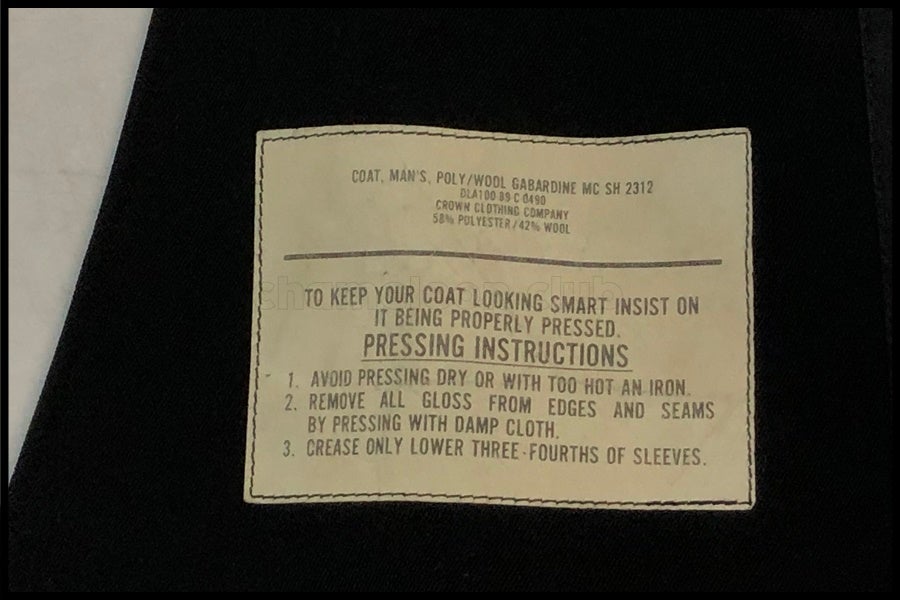 COAT, MAN'S, POLY/WOOL GABARDINE MC SH 2312
DLA100 89 C 0490
CROWN CLOTHING COMPANY
58% POLYESTER/42% WOOL
TO KEEP YOUR COAT LOOKING SMART INSIST ON
IT BEING PROPERLY PRESSED.
PRESSING INSTRUCTIONS
1. AVOID PRESSING DRY OR WITH TOO HOT AN IRON.
2. REMOVE ALL GLOSS FROM EDGES AND SEAMS
BY PRESSING WITH DAMP CLOTH.
3. CREASE ONLY LOWER THREE-FOURTHS OF SLEEVES.